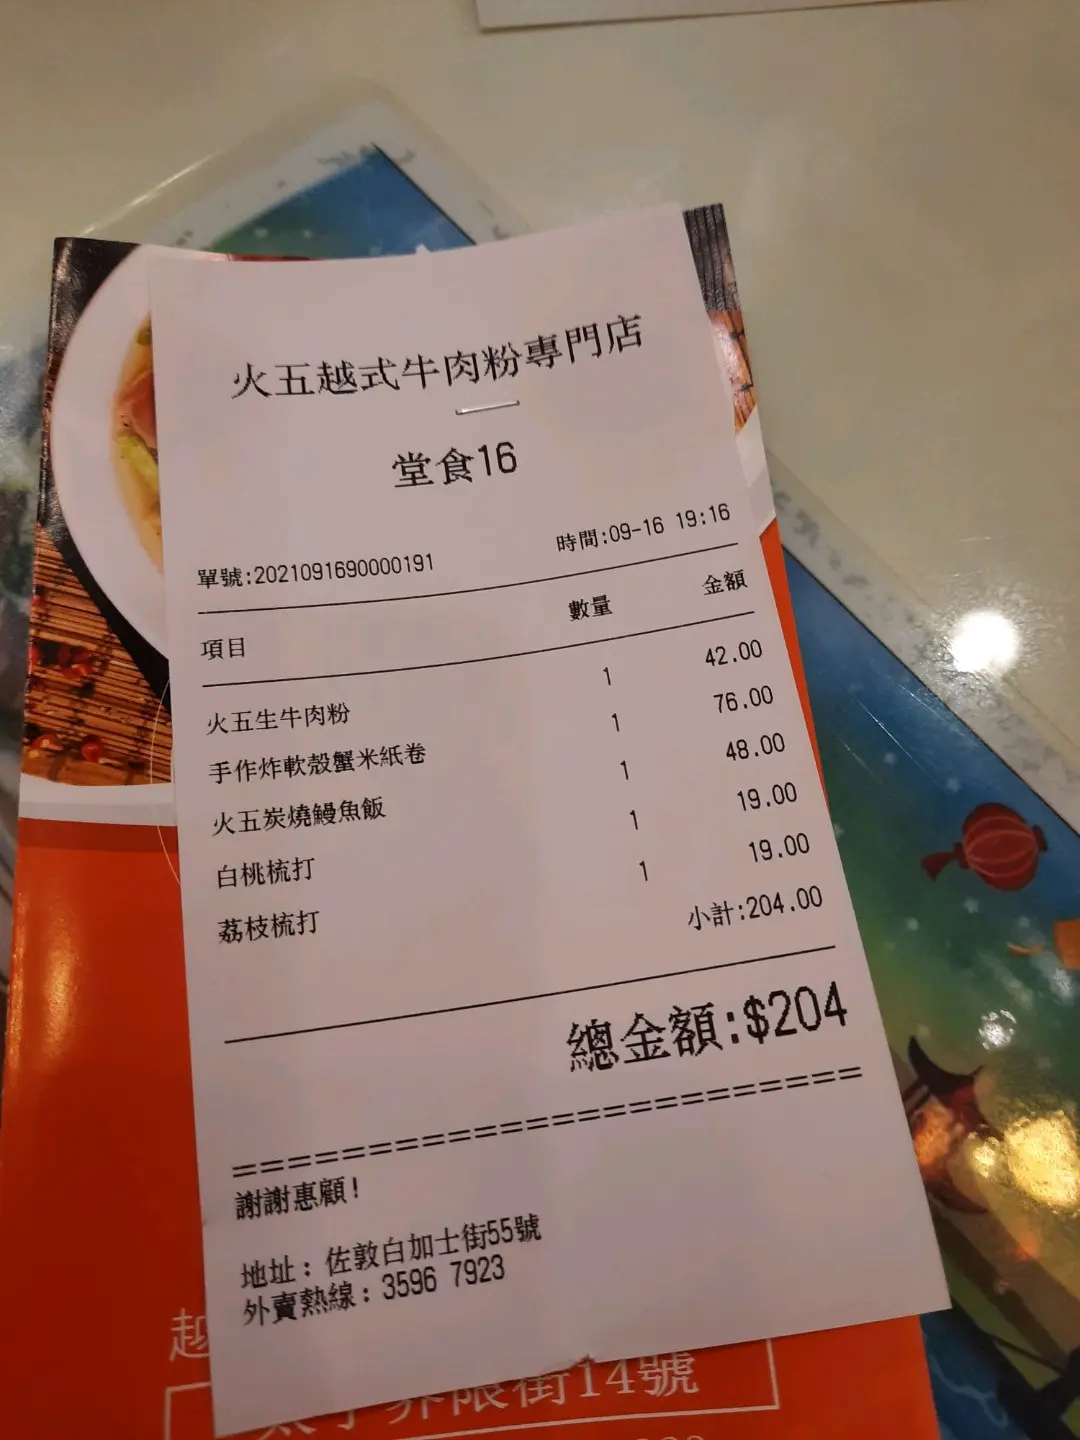 火五越式牛肉粉專門店
堂食16
單號:2021091690000191 時間:09-16 19:16
項目 數量 金額
火五生牛肉粉 1 42.00
手作炸軟殼蟹米紙卷 1 76.00
火五炭燒鰻魚飯 1 48.00
白桃梳打 1 19.00
荔枝梳打 1 19.00
小計:204.00
總金額:$204
=========================
謝謝惠顧!
地址: 佐敦白加士街55號
外賣熱線: 3596 7923
越
界限街14號